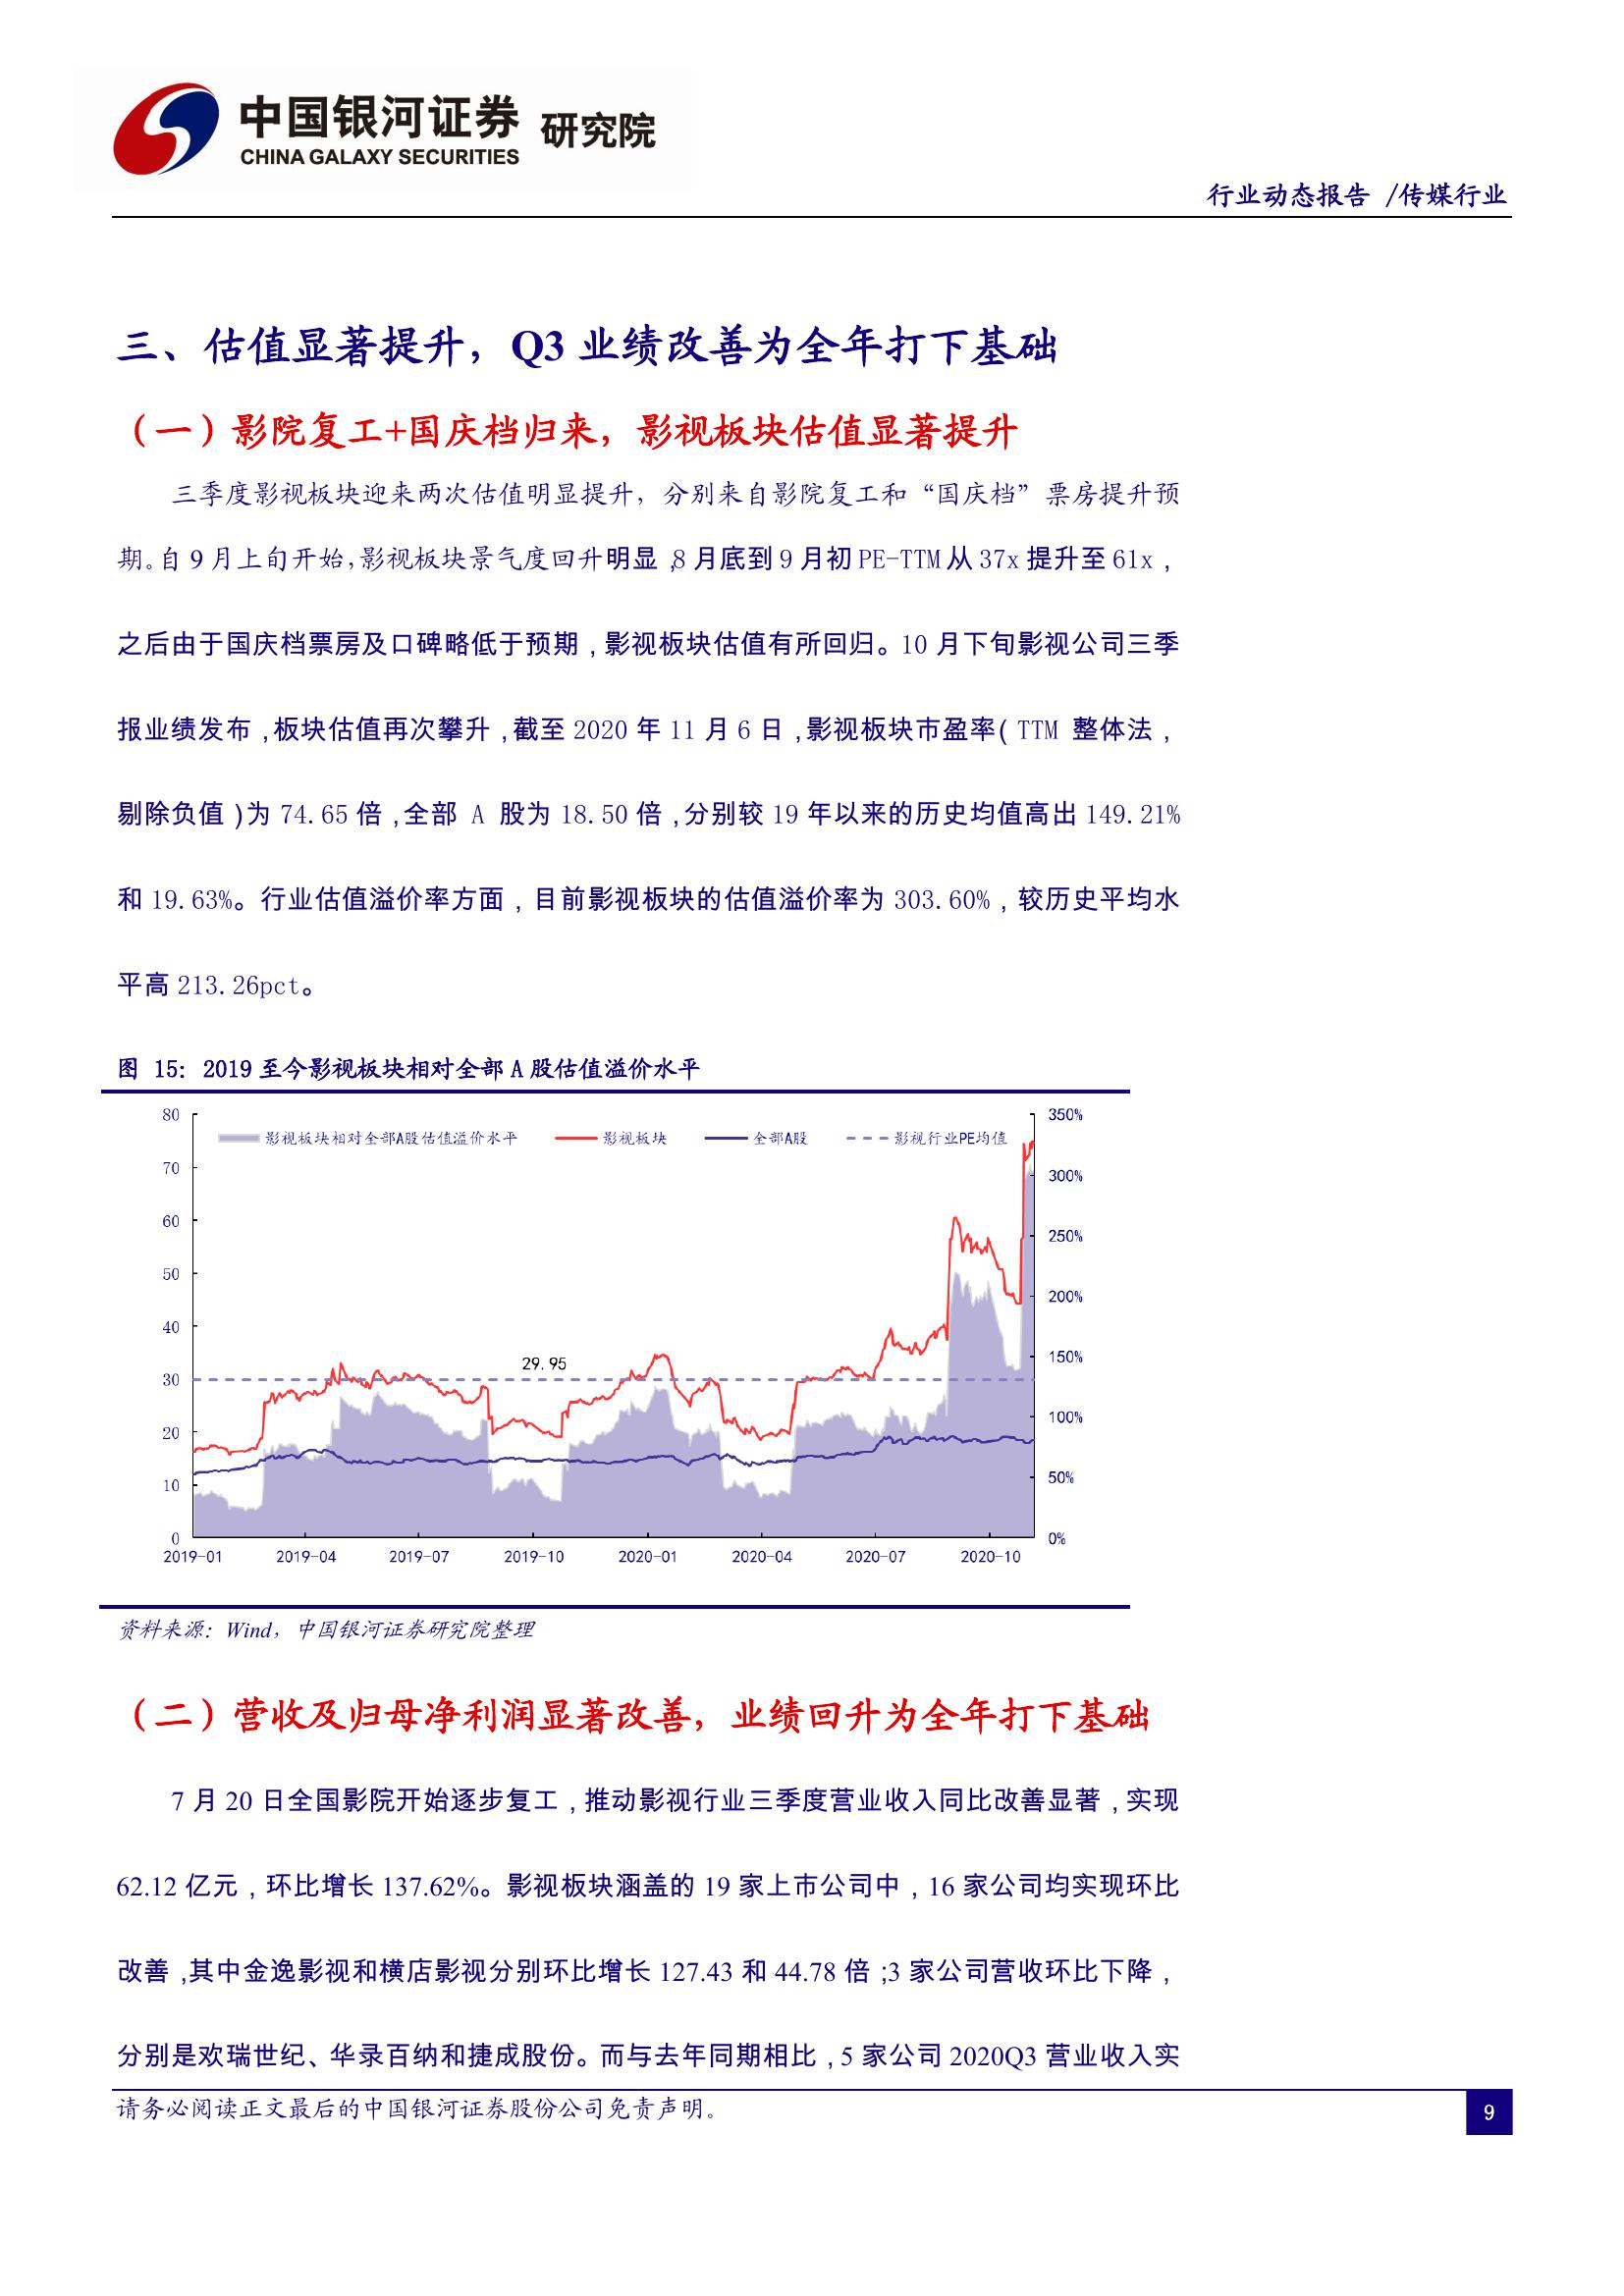 中国银河证券 研究院
CHINA GALAXY SECURITIES
行业动态报告 /传媒行业
三、估值显著提升，Q3 业绩改善为全年打下基础
（一）影院复工+国庆档归来，影视板块估值显著提升
三季度影视板块迎来两次估值明显提升，分别来自影院复工和“国庆档”票房提升预
期。自 9 月上旬开始，影视板块景气度回升明显，8 月底到 9 月初 PE-TTM 从 37x 提升至 61x，
之后由于国庆档票房及口碑略低于预期，影视板块估值有所回归。10 月下旬影视公司三季
报业绩发布，板块估值再次攀升，截至 2020 年 11 月 6 日，影视板块市盈率（TTM 整体法，
剔除负值）为 74.65 倍，全部 A 股为 18.50 倍，分别较 19 年以来的历史均值高出 149.21%
和 19.63%。行业估值溢价率方面，目前影视板块的估值溢价率为 303.60%，较历史平均水
平高 213.26pct。
图 15：2019 至今影视板块相对全部 A 股估值溢价水平
80
70
60
50
40
30
20
10
0
影视板块相对全部A股估值溢价水平
影视板块
全部A股
影视行业PE均值
29.95
350%
300%
250%
200%
150%
100%
50%
0%
2019-01
2019-04
2019-07
2019-10
2020-01
2020-04
2020-07
2020-10
资料来源：Wind，中国银河证券研究院整理
（二）营收及归母净利润显著改善，业绩回升为全年打下基础
7 月 20 日全国影院开始逐步复工，推动影视行业三季度营业收入同比改善显著，实现
62.12 亿元，环比增长 137.62%。影视板块涵盖的 19 家上市公司中，16 家公司均实现环比
改善，其中金逸影视和横店影视分别环比增长 127.43 和 44.78 倍；3 家公司营收环比下降，
分别是欢瑞世纪、华录百纳和捷成股份。而与去年同期相比，5 家公司 2020Q3 营业收入实
请务必阅读正文最后的中国银河证券股份公司免责声明。
9